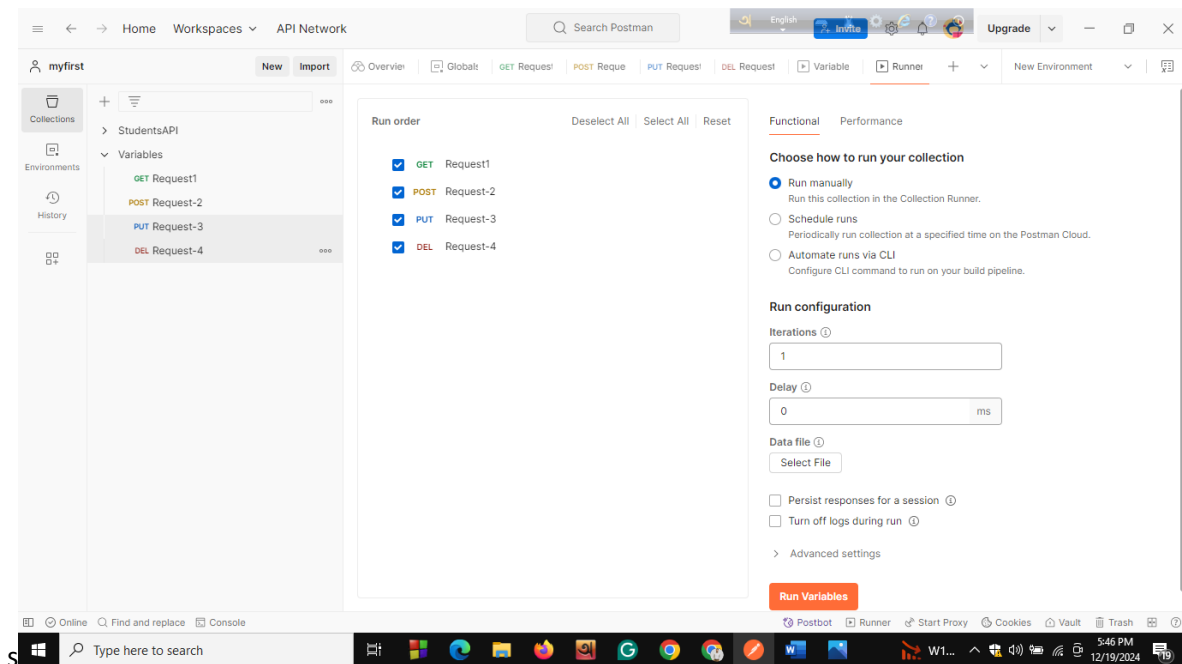 Home Workspaces API Network Search Postman English Invite Upgrade
myfirst New Import Overvie Globals GET Request POST Reque PUT Request DEL Request Variable Runner New Environment
Collections
StudentsAPI
Variables
Environments
GET Request1
POST Request-2
History
PUT Request-3
DEL Request-4
Run order Deselect All Select All Reset
GET Request1
POST Request-2
PUT Request-3
DEL Request-4
Functional Performance
Choose how to run your collection
Run manually
Run this collection in the Collection Runner.
Schedule runs
Periodically run collection at a specified time on the Postman Cloud.
Automate runs via CLI
Configure CLI command to run on your build pipeline.
Run configuration
Iterations
1
Delay
0 ms
Data file
Select File
Persist responses for a session
Turn off logs during run
Advanced settings
Run Variables
Online Find and replace Console Postbot Runner Start Proxy Cookies Vault Trash
s
Type here to search W1... 5:46 PM
12/19/2024 19